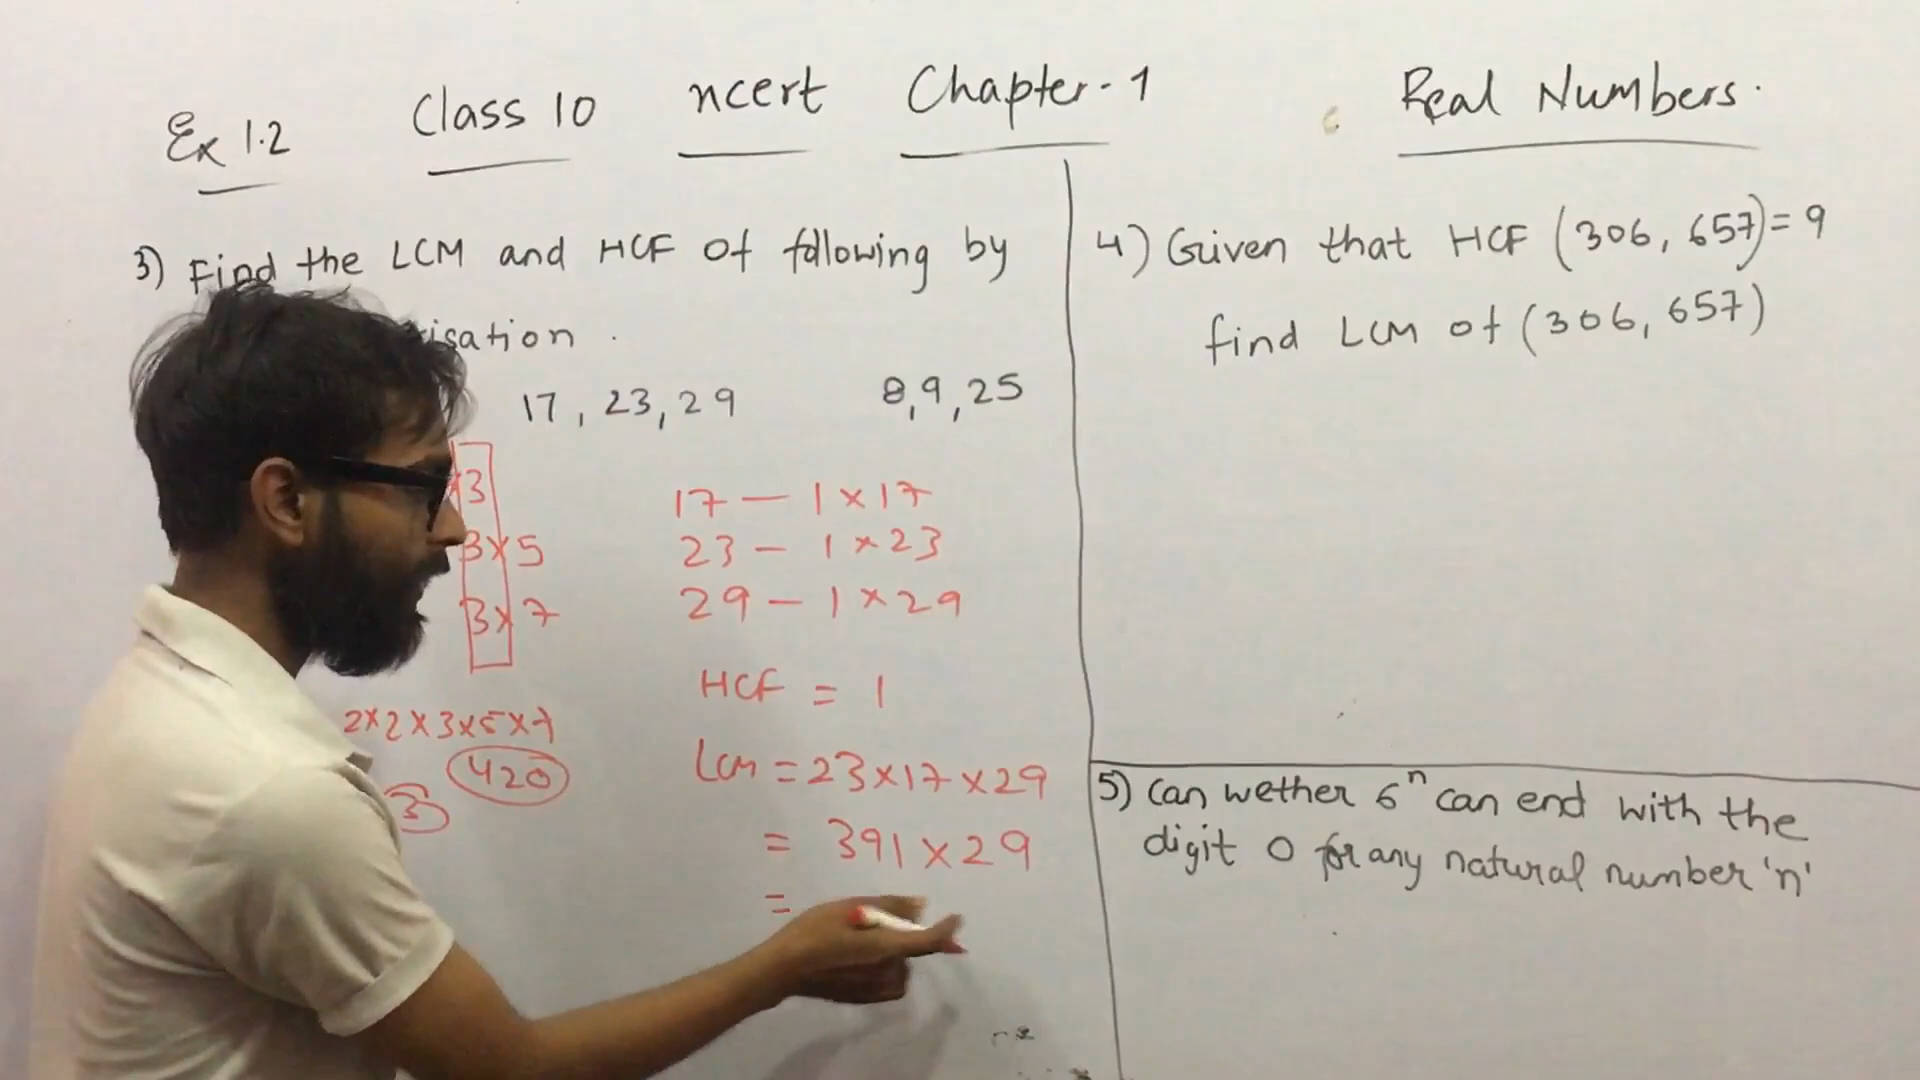 Ex 1.2 Class 10 ncert Chapter-1 Real Numbers.
3) Find the LCM and HCF of following by
isation.
17, 23, 29 8, 9, 25
3
3×5
3×7
2×2×3×5×7
420
3
17 — 1×17
23 — 1×23
29 — 1×29
HCF = 1
LCM = 23×17×29
= 391×29
=
4) Given that HCF (306, 657) = 9
find LCM of (306, 657)
5) Can wether 6ⁿ can end with the
digit 0 for any natural number 'n'